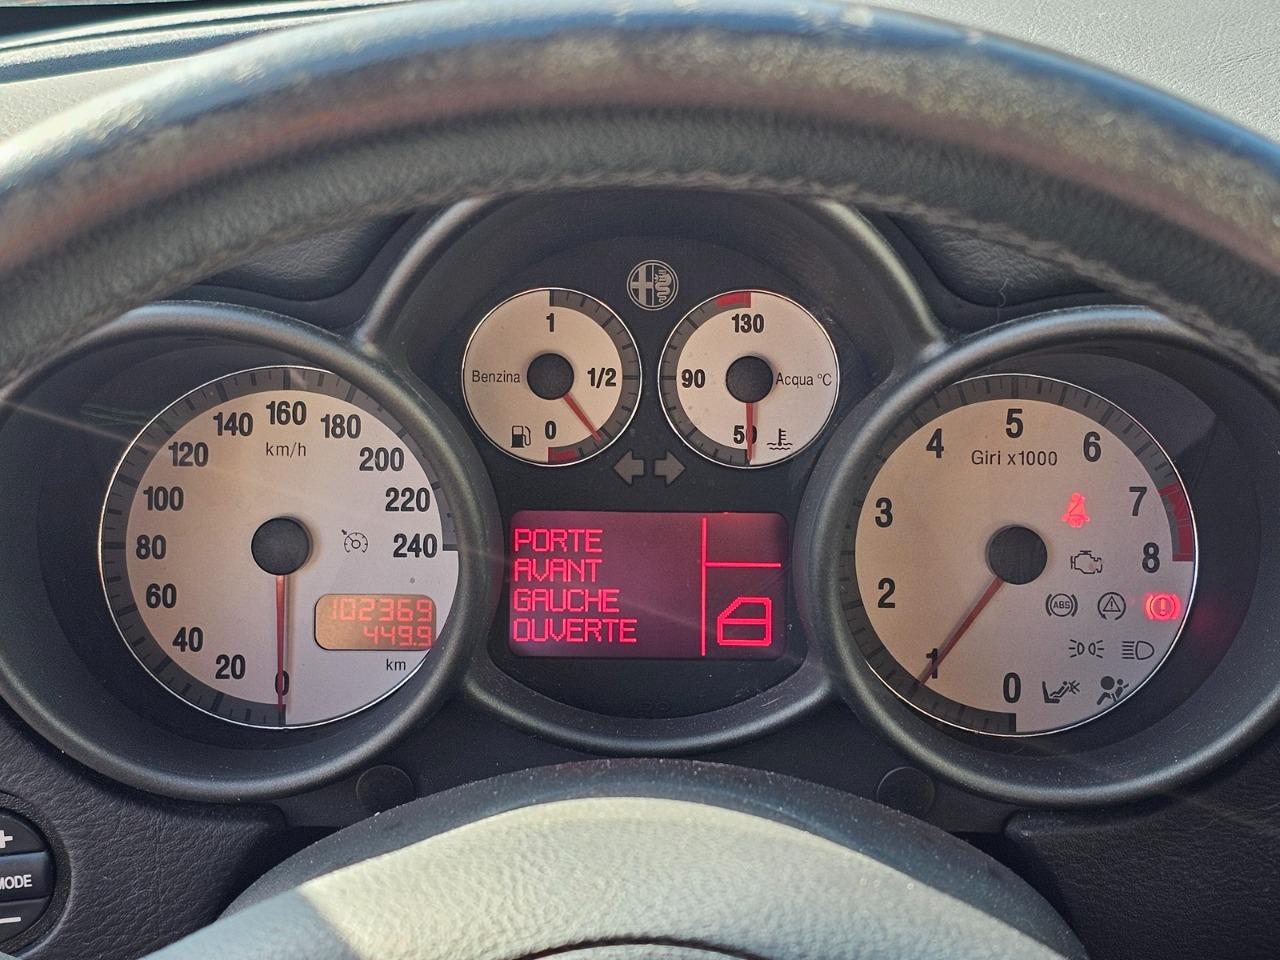 1
Benzina
1/2
0
130
90
Acqua °C
50
160
140
180
km/h
120
200
100
220
80
240
60
102369
449.9
40
km
20
0
PORTE
AVANT
GAUCHE
OUVERTE
5
4
6
Giri x1000
3
7
8
2
ABS
1
0
+
MODE
−